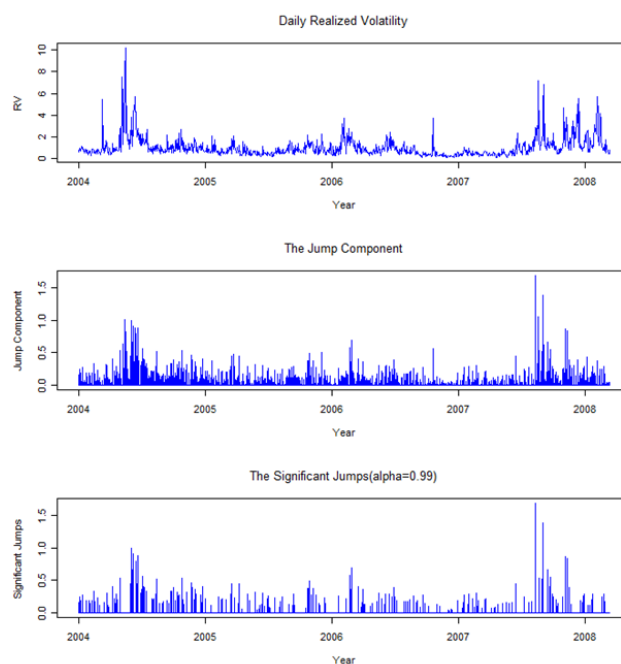 Daily Realized Volatility
10
8
6
4
2
0
RV
2004 2005 2006 2007 2008
Year
The Jump Component
1.5
1.0
0.5
0.0
Jump Component
2004 2005 2006 2007 2008
Year
The Significant Jumps(alpha=0.99)
1.5
1.0
0.5
0.0
Significant Jumps
2004 2005 2006 2007 2008
Year